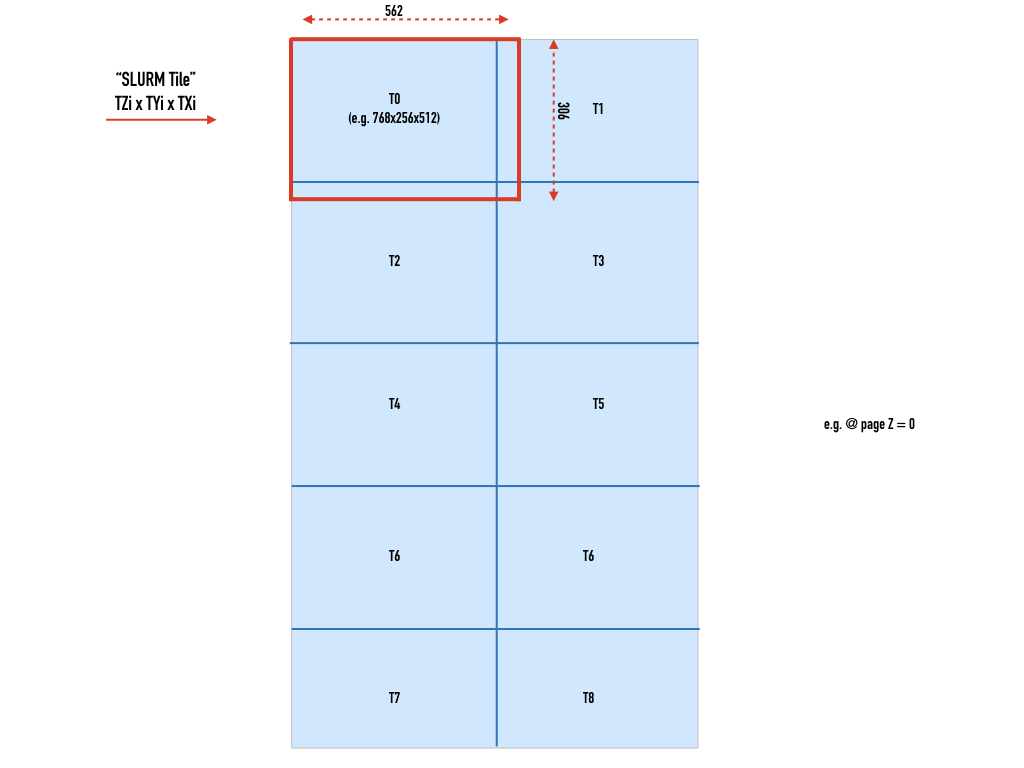 562
“SLURM Tile”
TZi x TYi x TXi
T0
(e.g. 768x256x512)
306
T1
T2
T3
T4
T5
e.g. @ page Z = 0
T6
T6
T7
T8